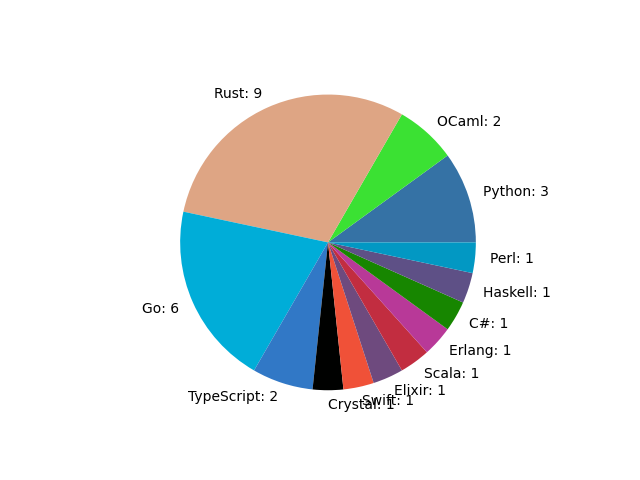 Rust: 9
OCaml: 2
Python: 3
Perl: 1
Haskell: 1
Go: 6
C#: 1
Erlang: 1
Scala: 1
Elixir: 1
TypeScript: 2
Swift: 1
Crystal: 1